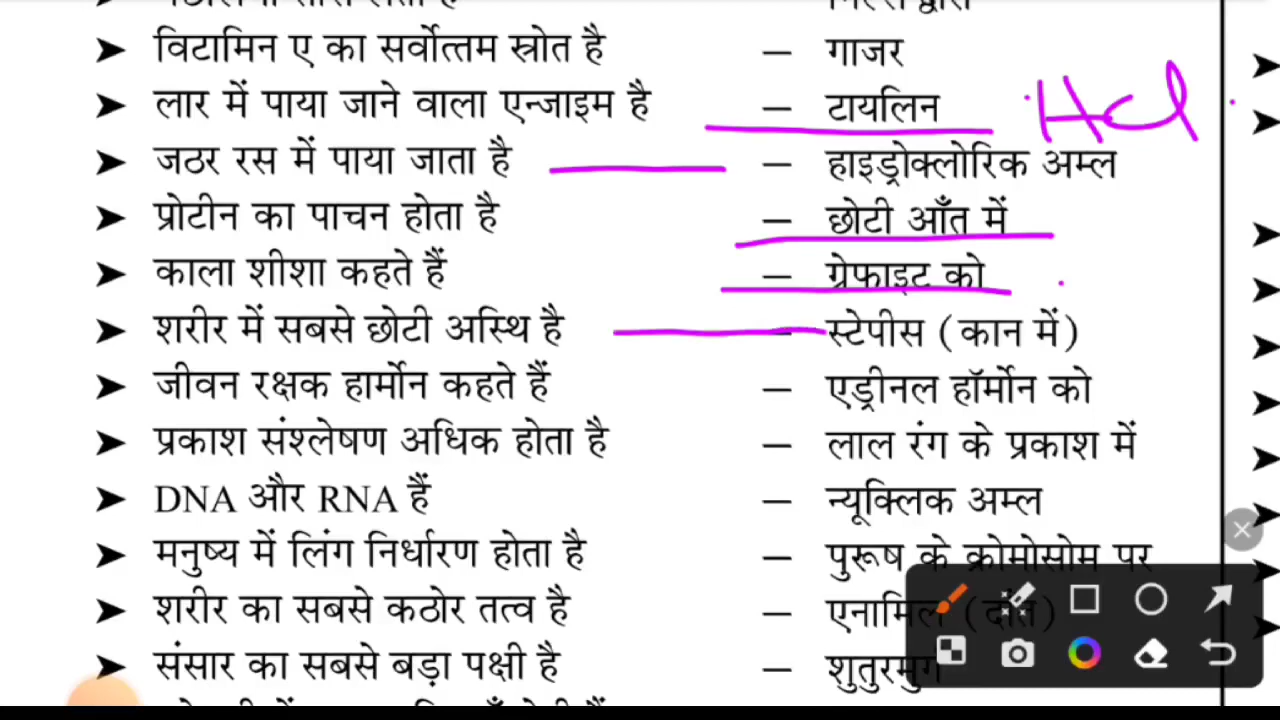 ➤ विटामिन ए का सर्वोत्तम स्रोत है – गाजर
➤ लार में पाया जाने वाला एन्जाइम है – टायलिन HCl
➤ जठर रस में पाया जाता है – हाइड्रोक्लोरिक अम्ल
➤ प्रोटीन का पाचन होता है – छोटी आँत में
➤ काला शीशा कहते हैं – ग्रेफाइट को
➤ शरीर में सबसे छोटी अस्थि है – स्टेपीस (कान में)
➤ जीवन रक्षक हार्मोन कहते हैं – एड्रीनल हॉर्मोन को
➤ प्रकाश संश्लेषण अधिक होता है – लाल रंग के प्रकाश में
➤ DNA और RNA हैं – न्यूक्लिक अम्ल
➤ मनुष्य में लिंग निर्धारण होता है – पुरूष के क्रोमोसोम पर
➤ शरीर का सबसे कठोर तत्व है – एनामिल (दाँत)
➤ संसार का सबसे बड़ा पक्षी है – शुतुरमुर्ग